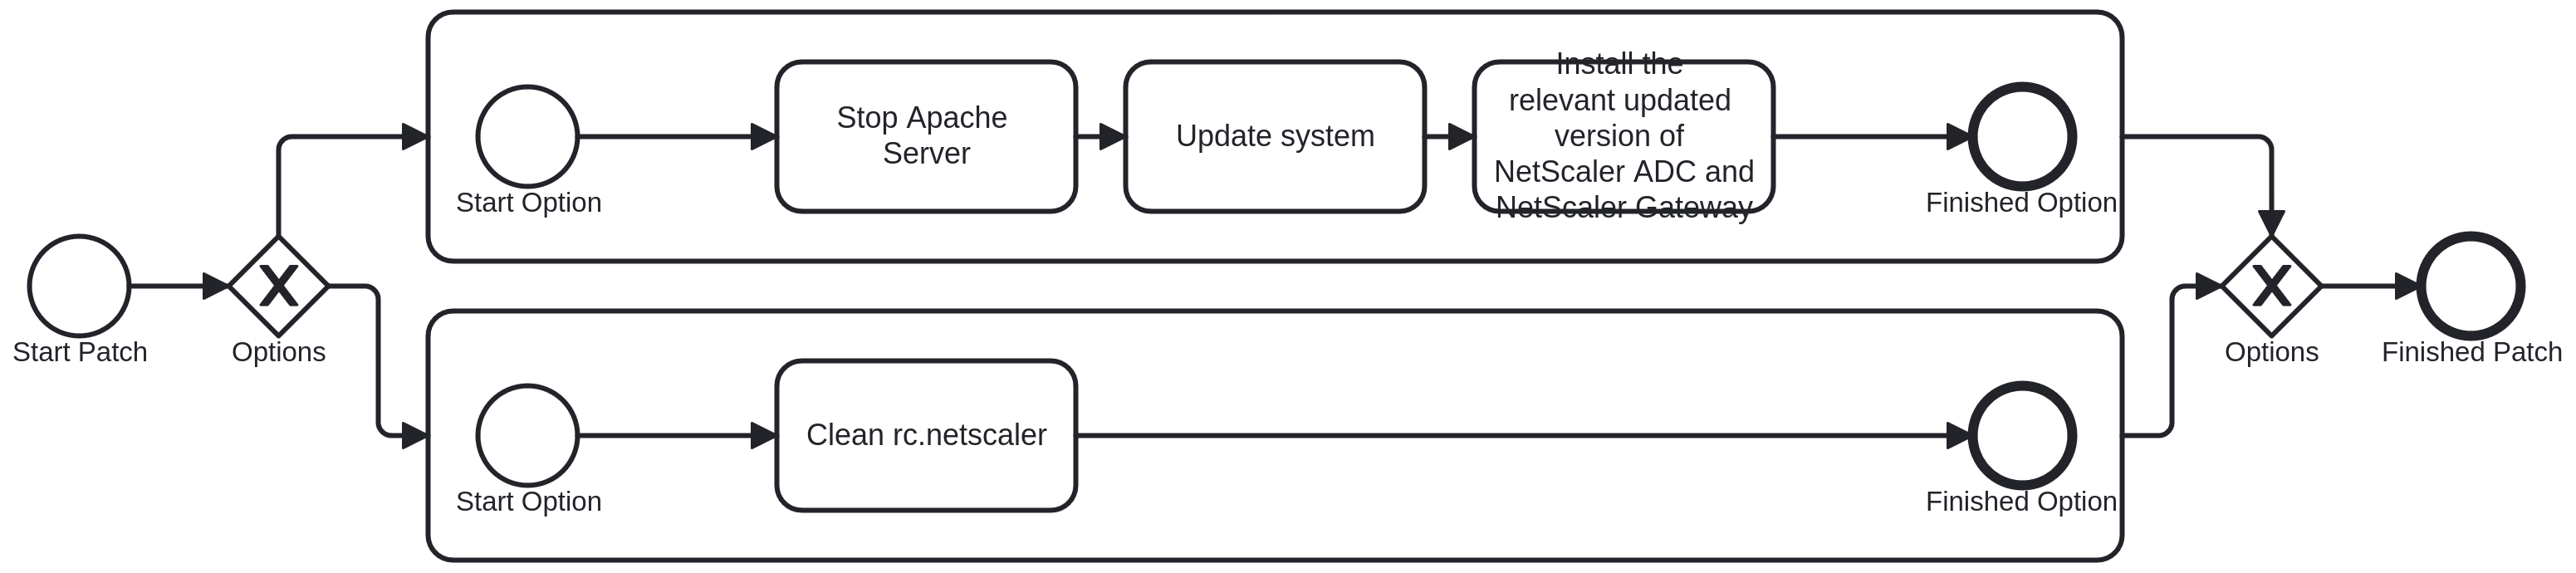 Start Patch
Options
Start Option
Stop Apache
Server
Update system
Install the
relevant updated
version of
NetScaler ADC and
NetScaler Gateway
Finished Option
Start Option
Clean rc.netscaler
Finished Option
Options
Finished Patch